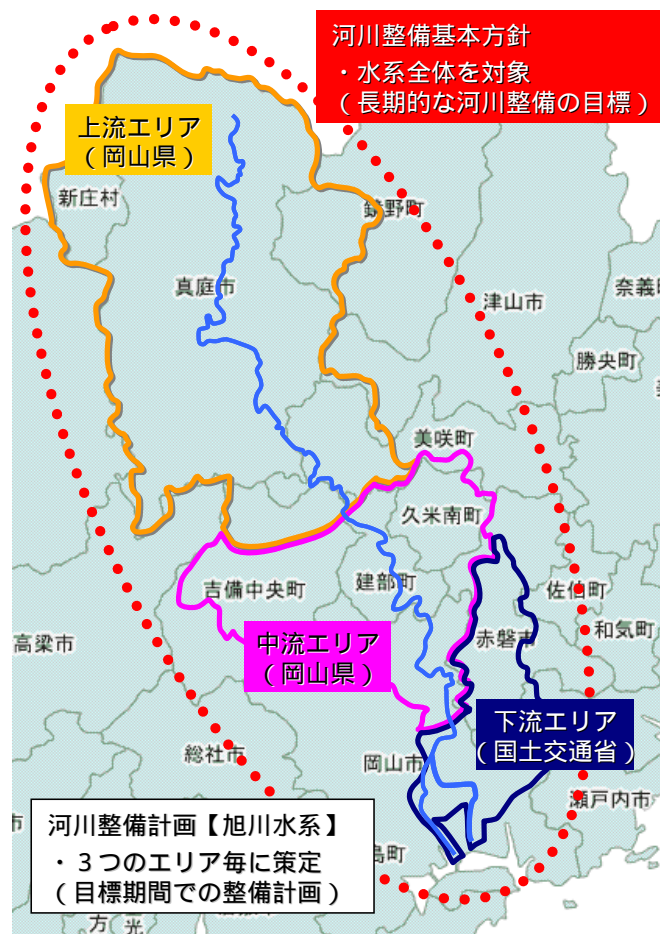 河川整備基本方針
・水系全体を対象
（長期的な河川整備の目標）
上流エリア
（岡山県）
新庄村
鏡野町
真庭市
津山市
奈義町
勝央町
美咲町
久米南町
吉備中央町
建部町
佐伯町
赤磐市
和気町
高梁市
中流エリア
（岡山県）
下流エリア
（国土交通省）
総社市
岡山市
瀬戸内市
河川整備計画【旭川水系】
・３つのエリア毎に策定
（目標期間での整備計画）
市
島町
方
光